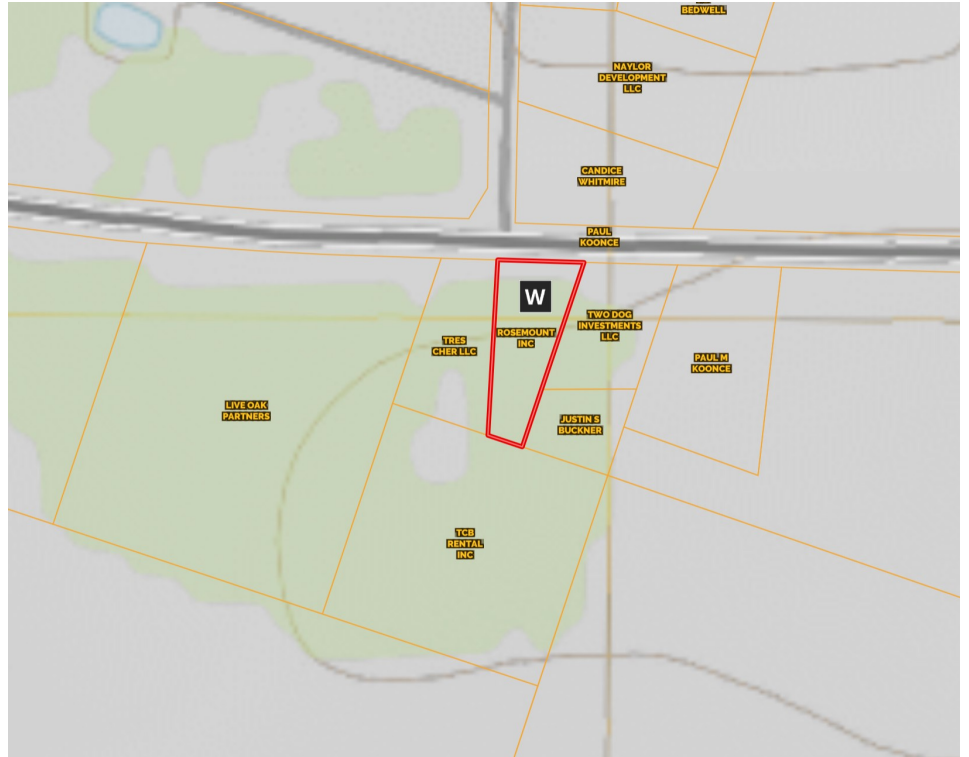 BEDWELL
NAYLOR
DEVELOPMENT
LLC
CANDICE
WHITMIRE
PAUL
KOONCE
W
ROSEMOUNT
INC
TWO DOG
INVESTMENTS
LLC
TRES
CHER LLC
PAUL M
KOONCE
LIVE OAK
PARTNERS
JUSTIN S
BUCKNER
TCB
RENTAL
INC